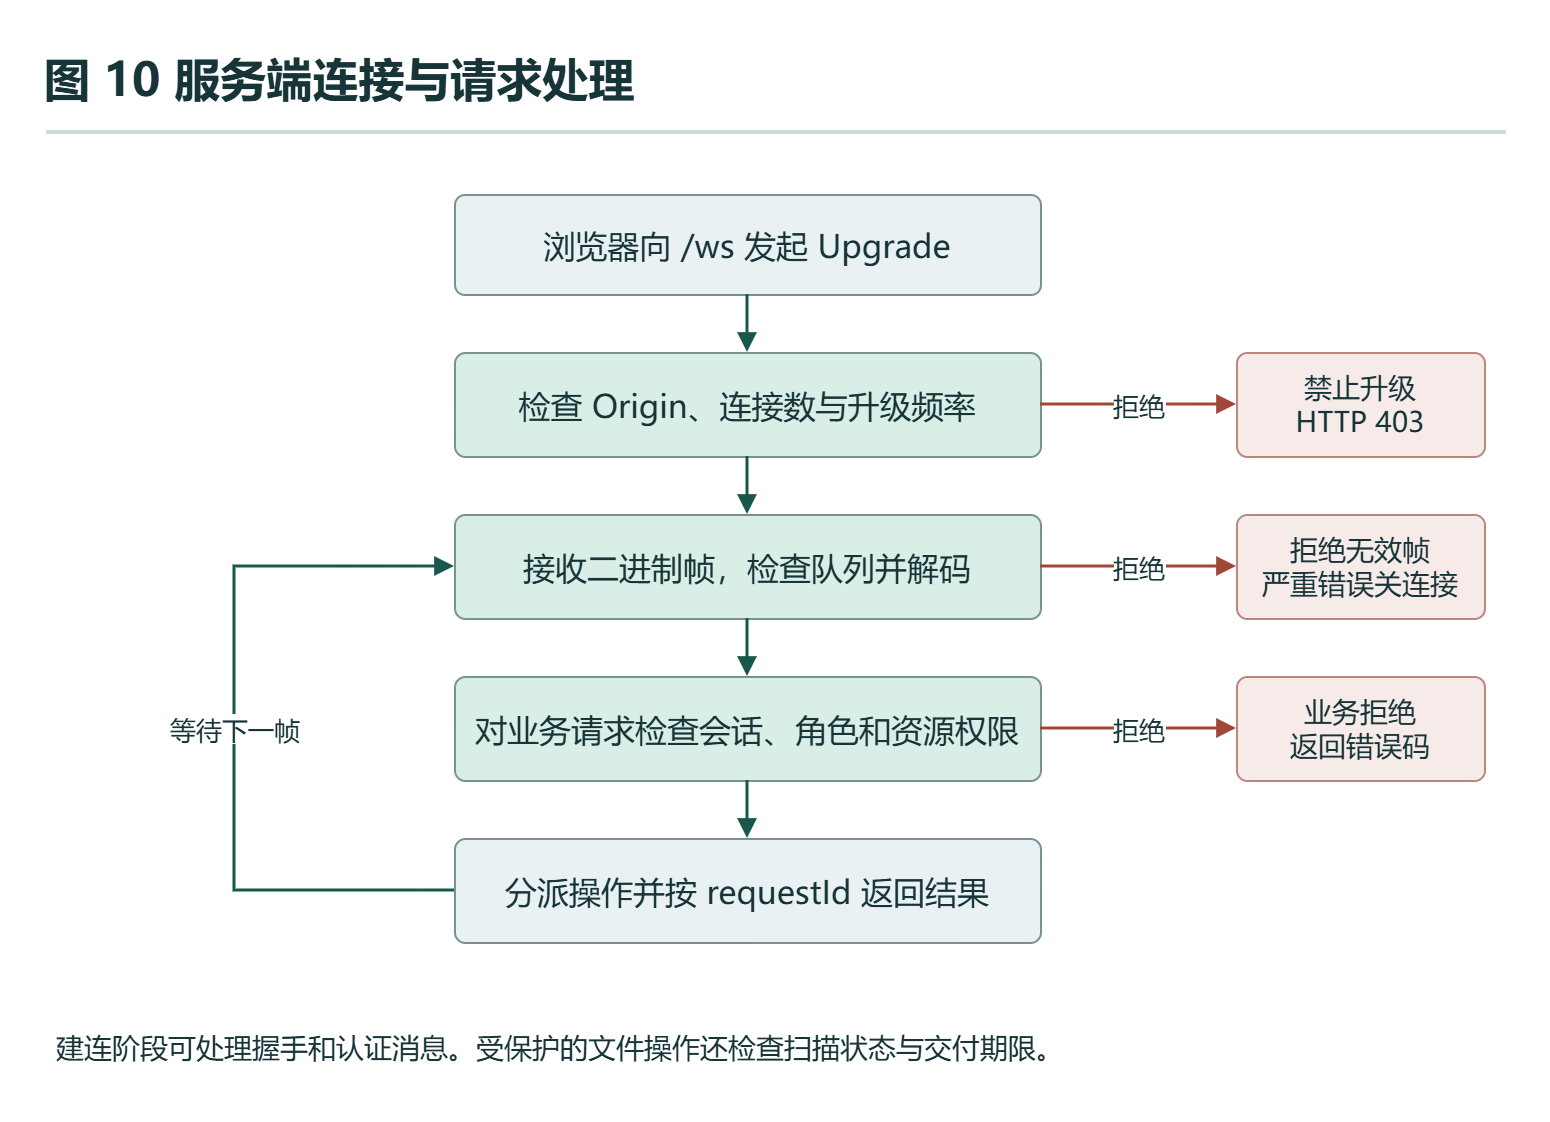 图 10 服务端连接与请求处理
浏览器向 /ws 发起 Upgrade
检查 Origin、连接数与升级频率
拒绝
禁止升级
HTTP 403
接收二进制帧，检查队列并解码
拒绝
拒绝无效帧
严重错误关连接
等待下一帧
对业务请求检查会话、角色和资源权限
拒绝
业务拒绝
返回错误码
分派操作并按 requestId 返回结果
建连阶段可处理握手和认证消息。受保护的文件操作还检查扫描状态与交付期限。